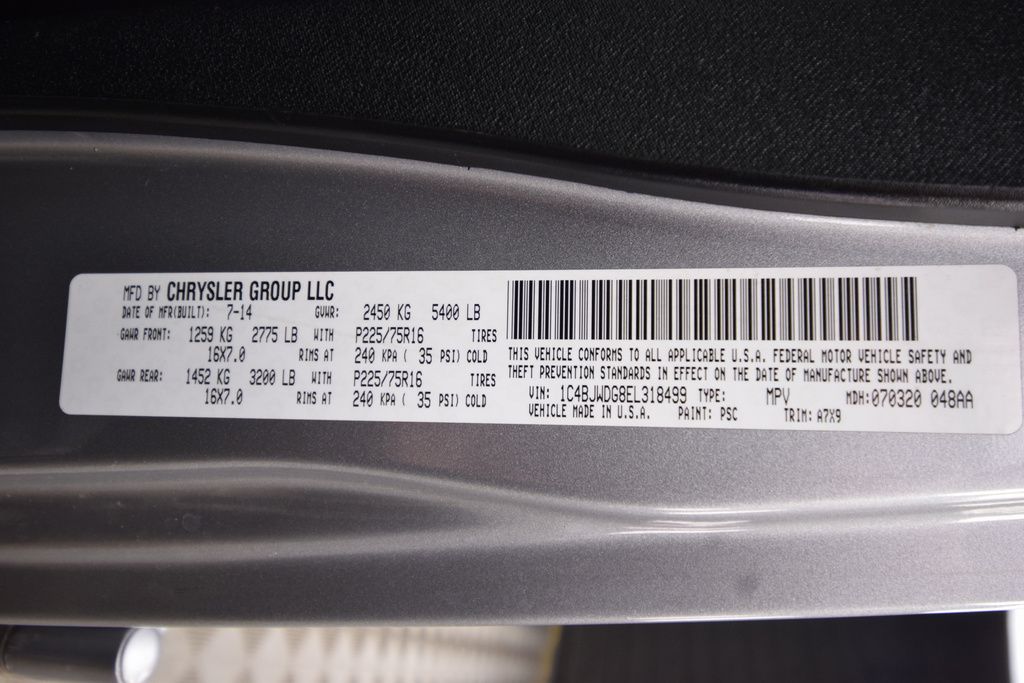 MFD BY CHRYSLER GROUP LLC
DATE OF MFR(BUILT): 7-14 GVWR: 2450 KG 5400 LB
GAWR FRONT: 1259 KG 2775 LB WITH P225/75R16 TIRES
16X7.0 RIMS AT 240 KPA ( 35 PSI) COLD
GAWR REAR: 1452 KG 3200 LB WITH P225/75R16 TIRES
16X7.0 RIMS AT 240 KPA ( 35 PSI) COLD
THIS VEHICLE CONFORMS TO ALL APPLICABLE U.S.A. FEDERAL MOTOR VEHICLE SAFETY AND
THEFT PREVENTION STANDARDS IN EFFECT ON THE DATE OF MANUFACTURE SHOWN ABOVE.
VIN: 1C4BJWDG8EL318499 TYPE: MPV MDH:070320 048AA
VEHICLE MADE IN U.S.A. PAINT: PSC TRIM: A7X9